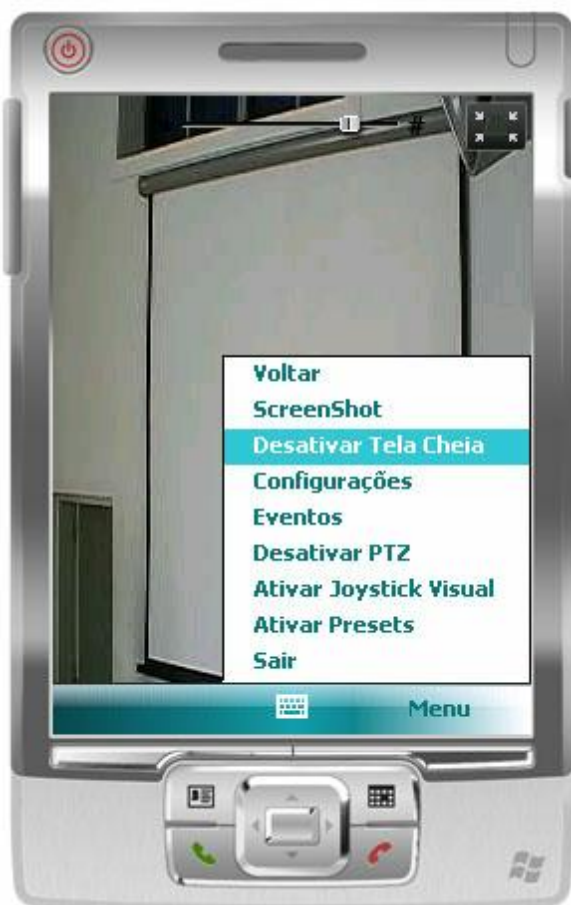 #
Voltar
ScreenShot
Desativar Tela Cheia
Configurações
Eventos
Desativar PTZ
Ativar Joystick Visual
Ativar Presets
Sair
Menu